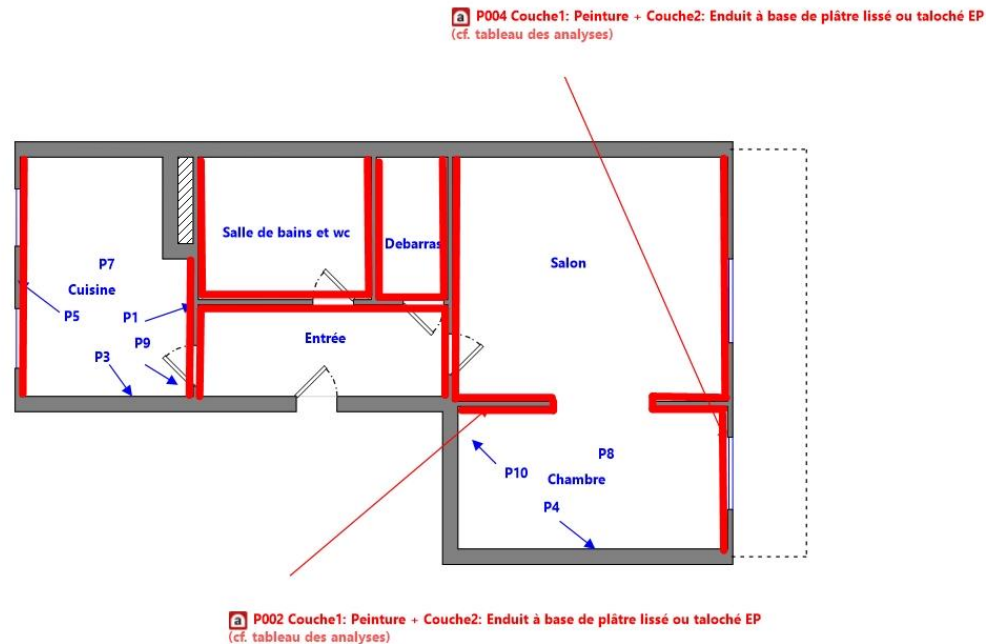 a P004 Couche1: Peinture + Couche2: Enduit à base de plâtre lissé ou taloché EP
(cf. tableau des analyses)
Salle de bains et wc
Debarras
Salon
P7
Cuisine
P5
P1
P9
P3
Entrée
P8
P10
Chambre
P4
a P002 Couche1: Peinture + Couche2: Enduit à base de plâtre lissé ou taloché EP
(cf. tableau des analyses)